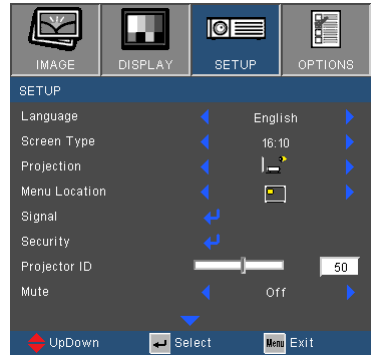 IMAGE DISPLAY SETUP OPTIONS
SETUP
Language English
Screen Type 16:10
Projection
Menu Location
Signal
Security
Projector ID 50
Mute Off
UpDown Select Menu Exit